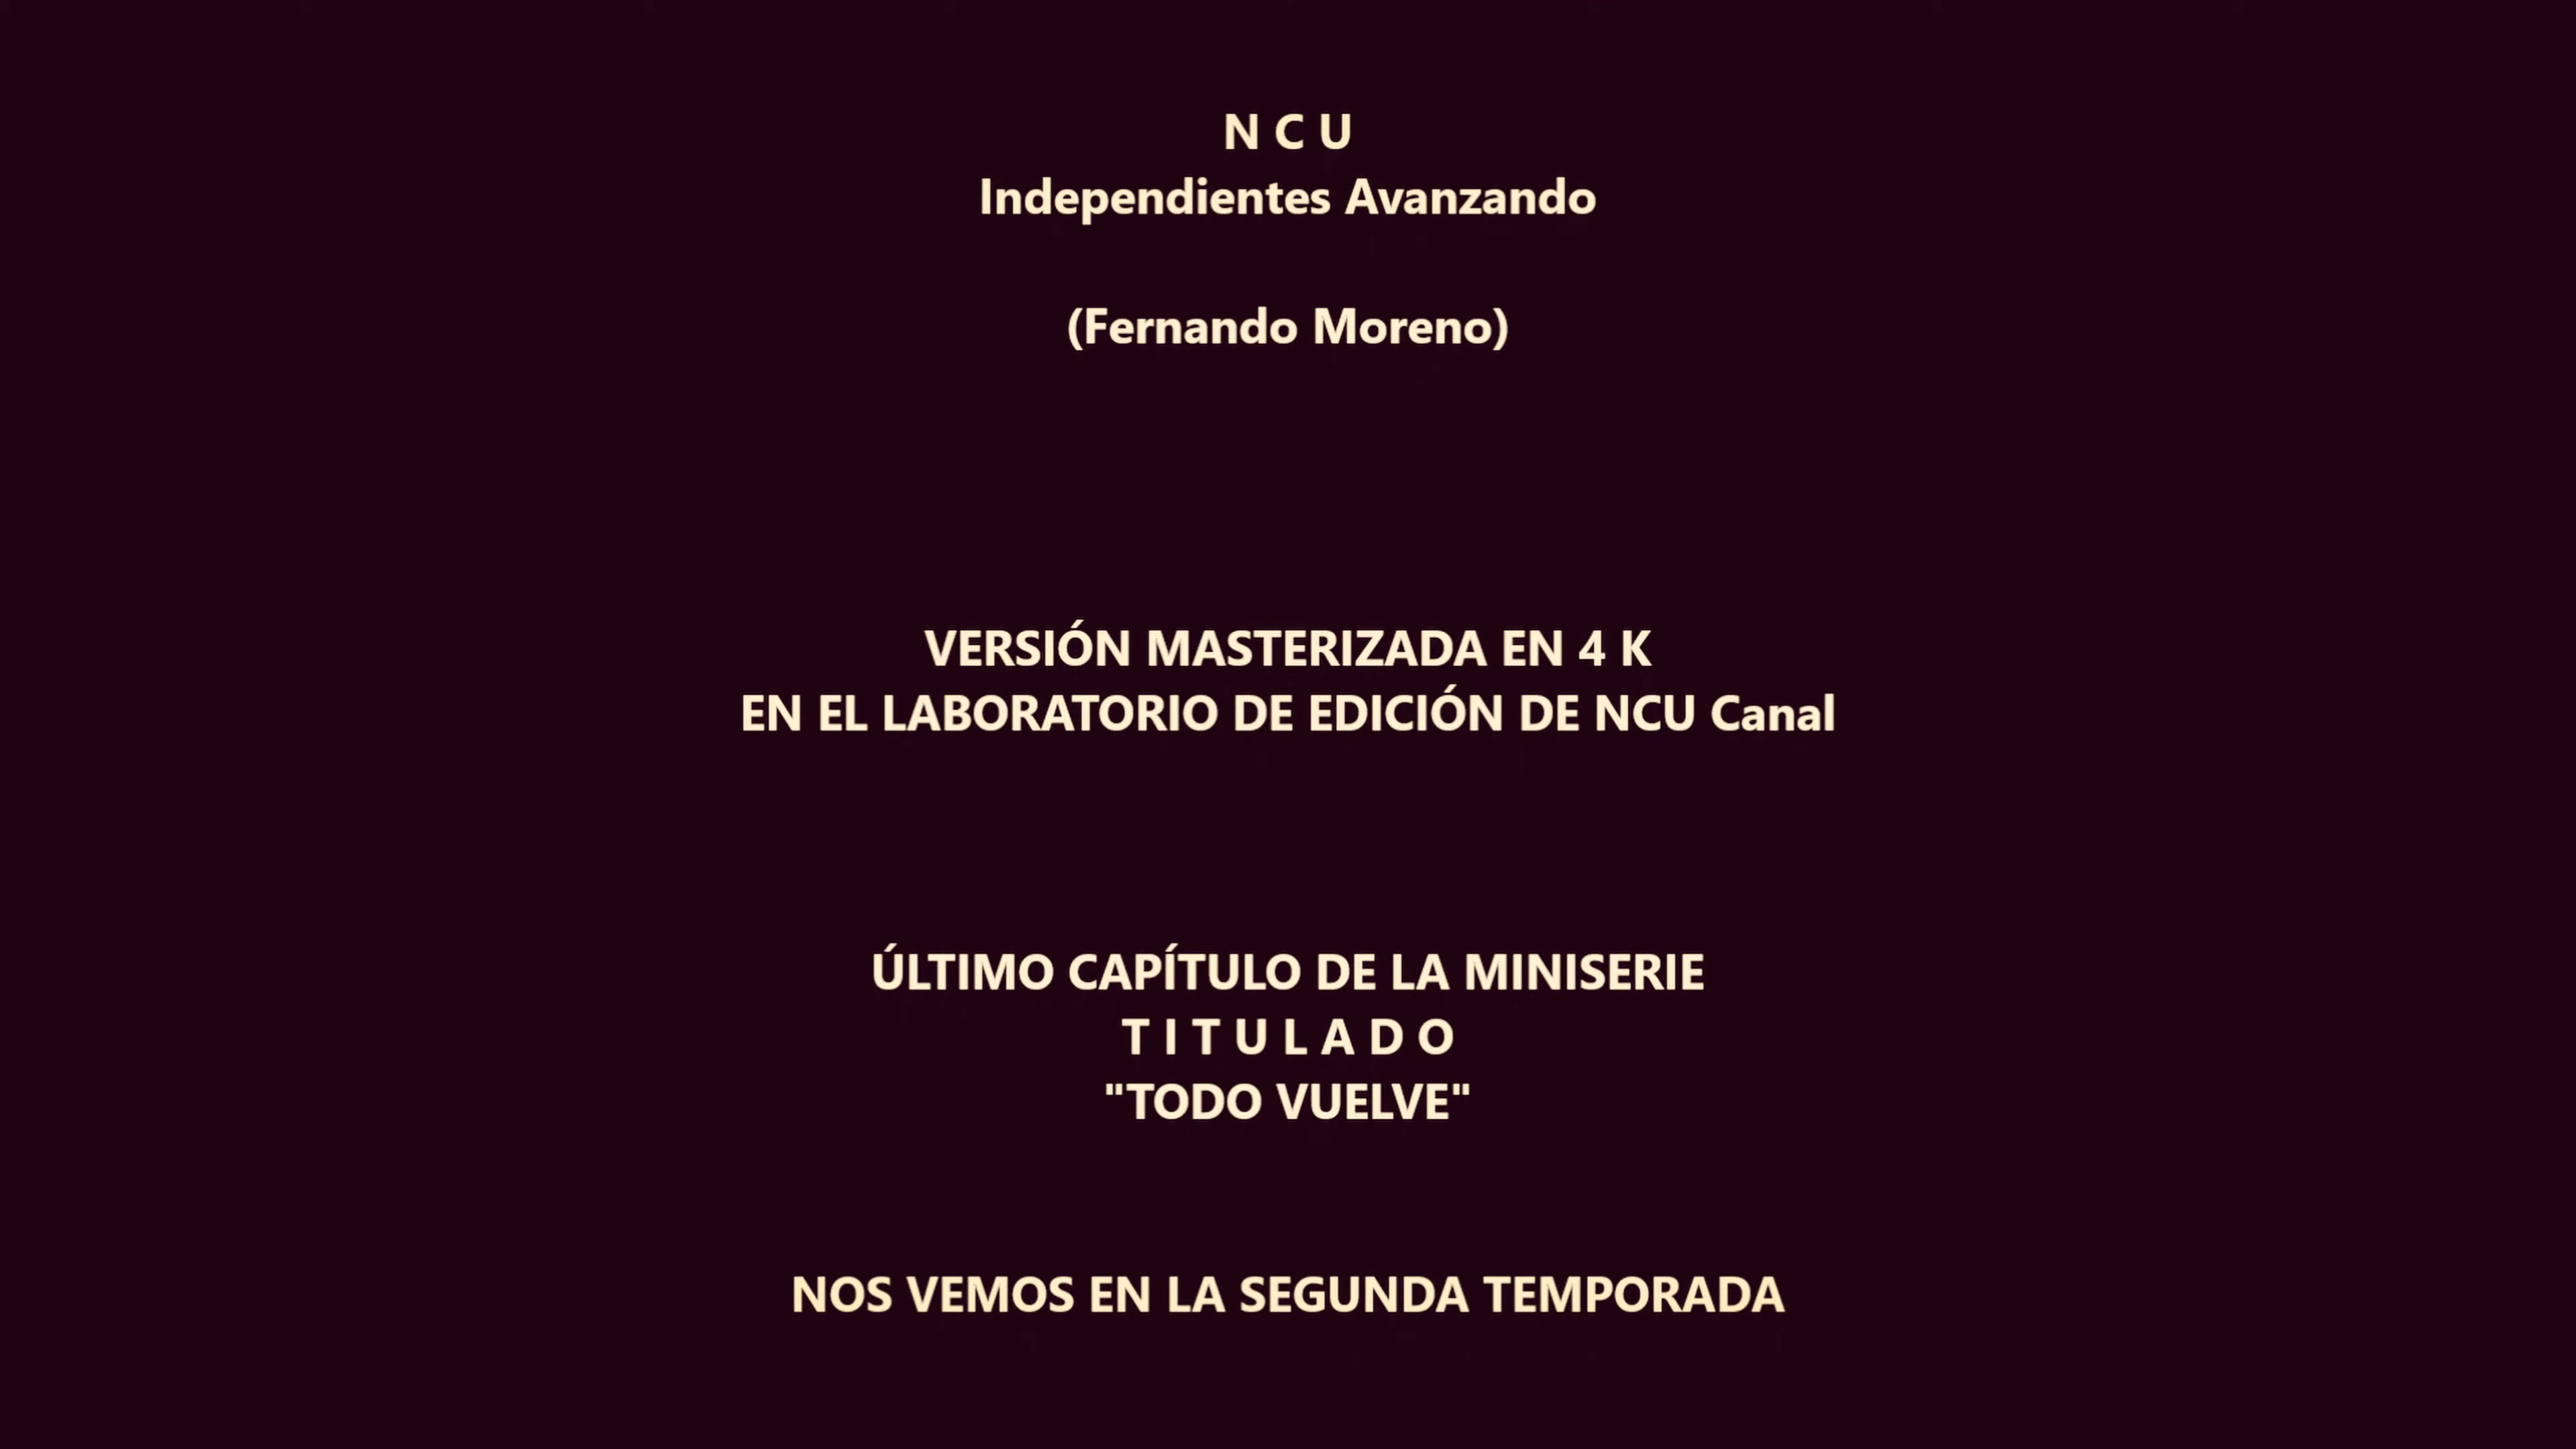 N C U
Independientes Avanzando
(Fernando Moreno)
VERSIÓN MASTERIZADA EN 4 K
EN EL LABORATORIO DE EDICIÓN DE NCU Canal
ÚLTIMO CAPÍTULO DE LA MINISERIE
T I T U L A D O
"TODO VUELVE"
NOS VEMOS EN LA SEGUNDA TEMPORADA